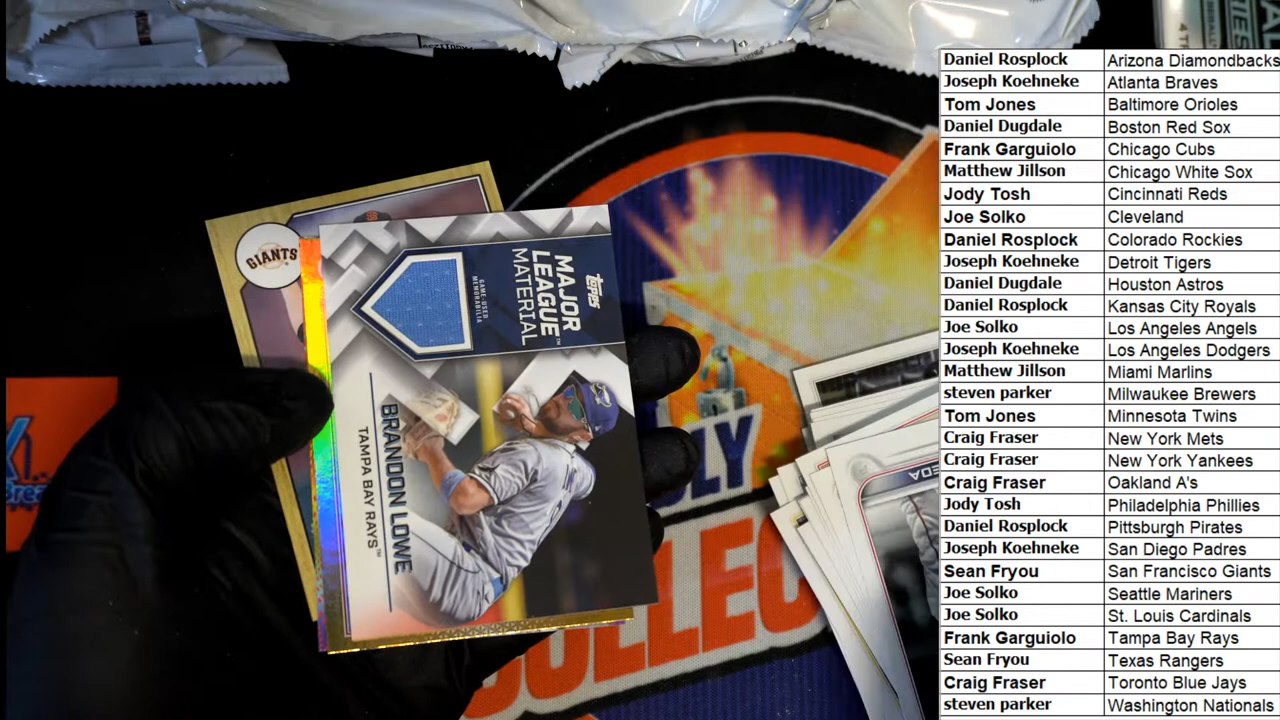 GIANTS
topps
MAJOR
LEAGUE™
MATERIAL
GAME-USED
MEMORABILIA
BRANDON LOWE
TAMPA BAY RAYS™
LY
COLLEC
Daniel Rosplock Arizona Diamondbacks
Joseph Koehneke Atlanta Braves
Tom Jones Baltimore Orioles
Daniel Dugdale Boston Red Sox
Frank Garguiolo Chicago Cubs
Matthew Jillson Chicago White Sox
Jody Tosh Cincinnati Reds
Joe Solko Cleveland
Daniel Rosplock Colorado Rockies
Joseph Koehneke Detroit Tigers
Daniel Dugdale Houston Astros
Daniel Rosplock Kansas City Royals
Joe Solko Los Angeles Angels
Joseph Koehneke Los Angeles Dodgers
Matthew Jillson Miami Marlins
steven parker Milwaukee Brewers
Tom Jones Minnesota Twins
Craig Fraser New York Mets
Craig Fraser New York Yankees
Craig Fraser Oakland A's
Jody Tosh Philadelphia Phillies
Daniel Rosplock Pittsburgh Pirates
Joseph Koehneke San Diego Padres
Sean Fryou San Francisco Giants
Joe Solko Seattle Mariners
Joe Solko St. Louis Cardinals
Frank Garguiolo Tampa Bay Rays
Sean Fryou Texas Rangers
Craig Fraser Toronto Blue Jays
steven parker Washington Nationals